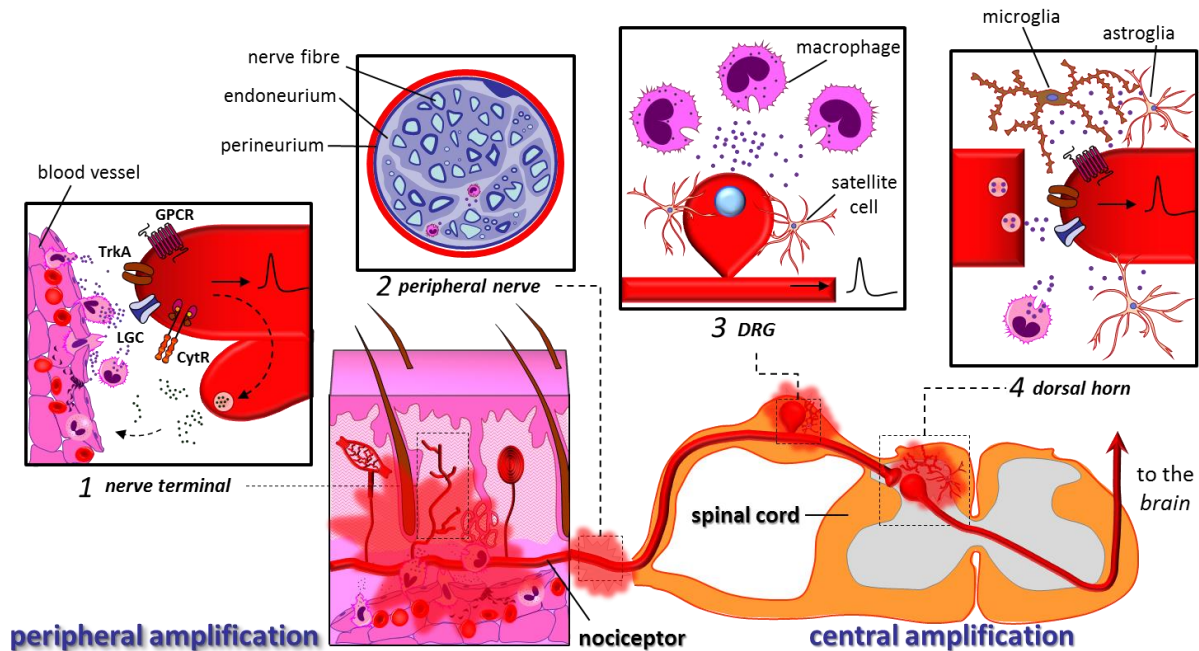 nerve fibre
endoneurium
perineurium
blood vessel
GPCR
TrkA
LGC
CytR
1 nerve terminal
2 peripheral nerve
macrophage
satellite
cell
3 DRG
microglia
astroglia
4 dorsal horn
spinal cord
to the
brain
nociceptor
peripheral amplification
central amplification